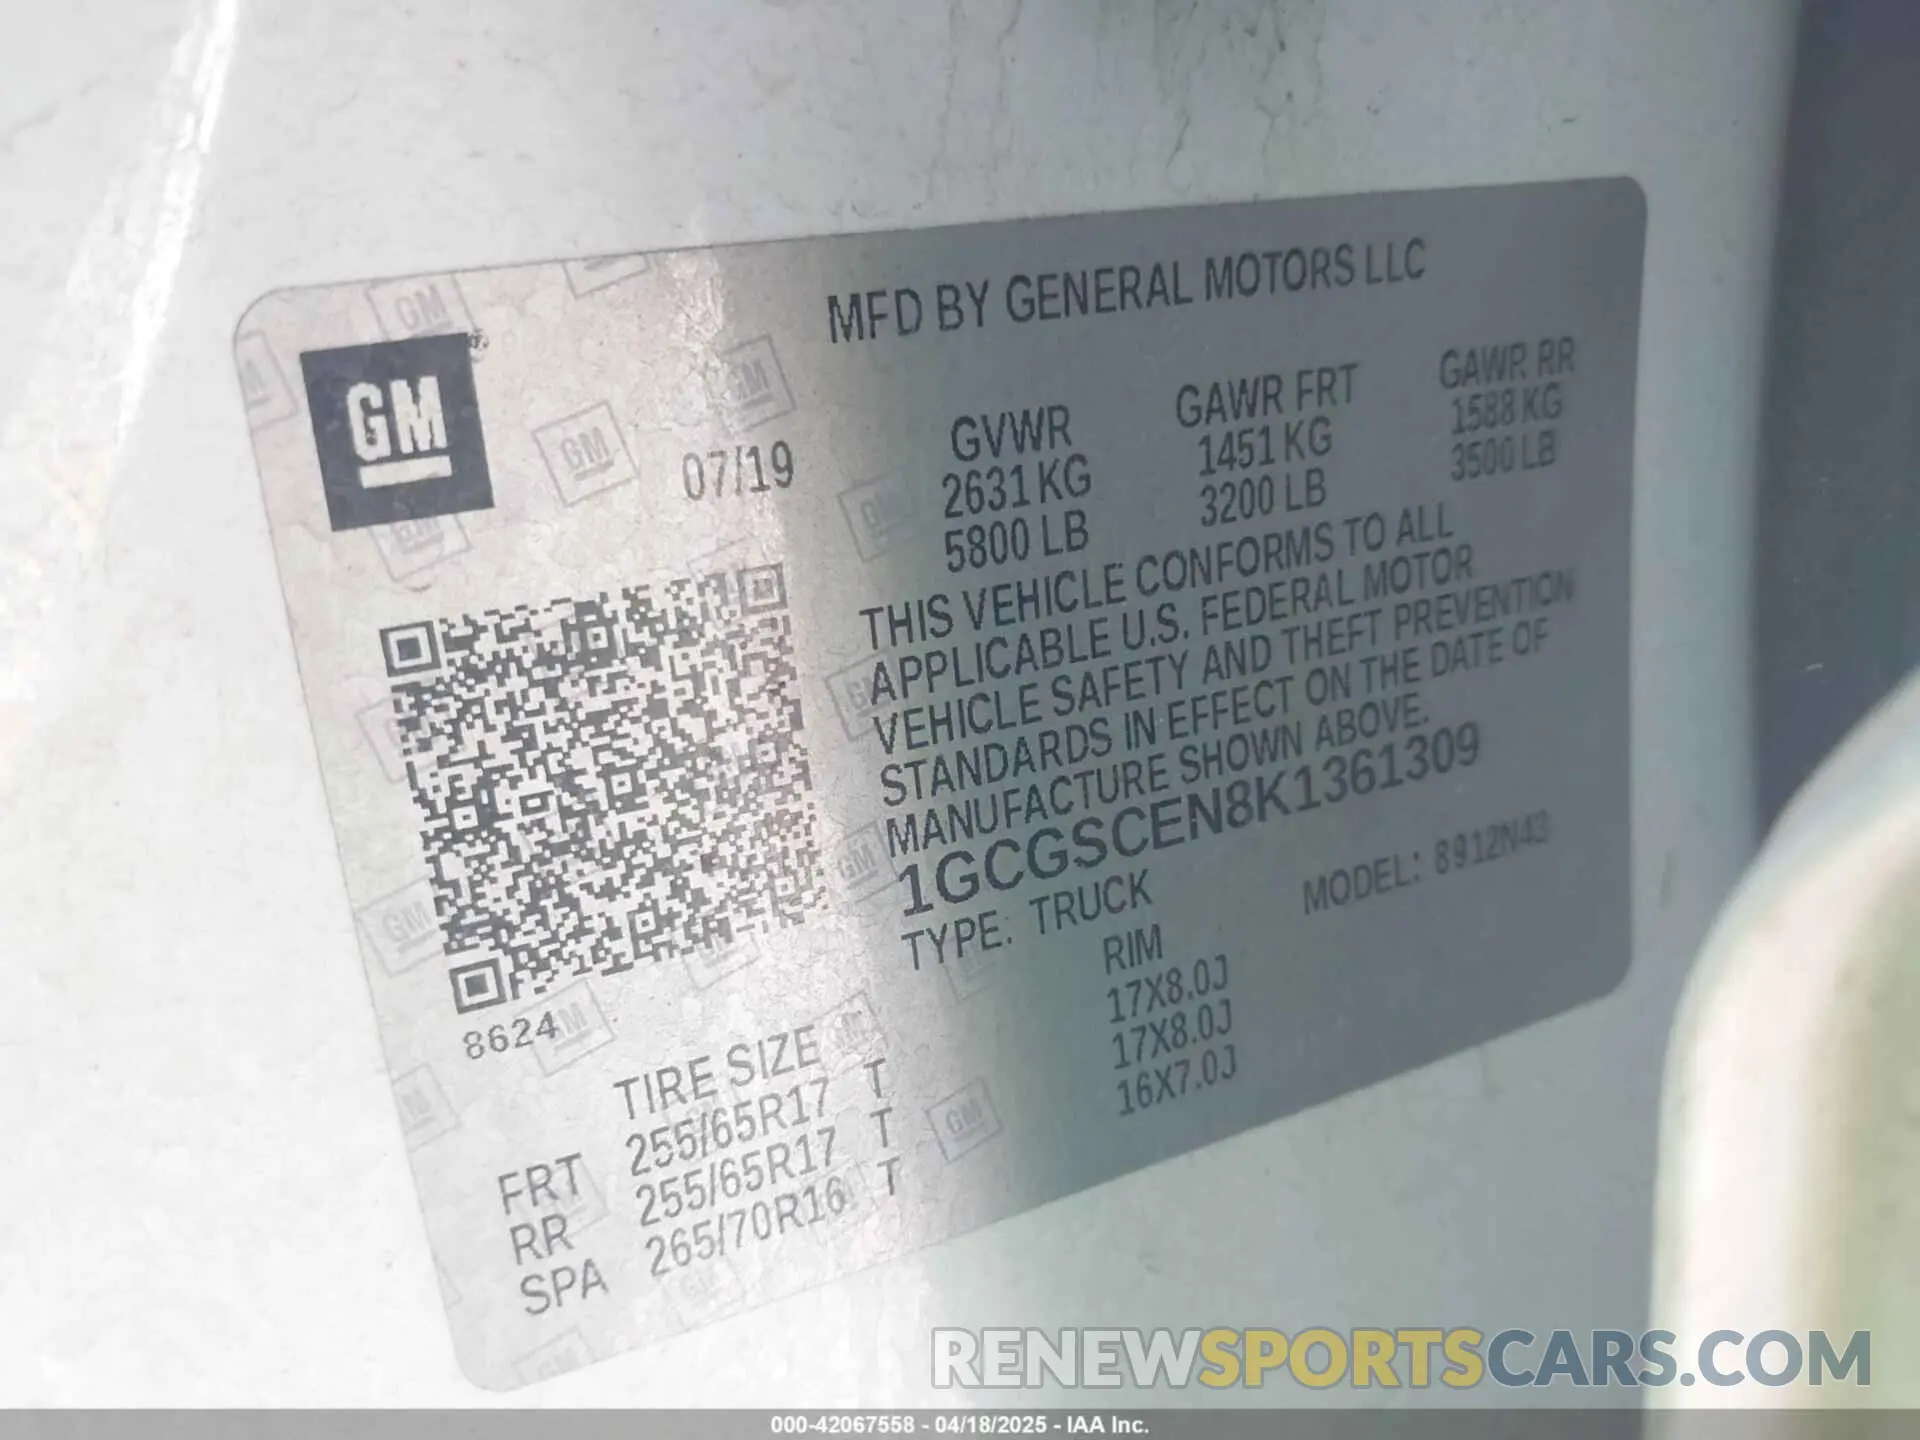 MFD BY GENERAL MOTORS LLC
GM
07/19
GVWR GAWR FRT GAWR RR
2631 KG 1451 KG 1588 KG
5800 LB 3200 LB 3500 LB
THIS VEHICLE CONFORMS TO ALL
APPLICABLE U.S. FEDERAL MOTOR
VEHICLE SAFETY AND THEFT PREVENTION
STANDARDS IN EFFECT ON THE DATE OF
MANUFACTURE SHOWN ABOVE.
1GCGSCEN8K1361309
TYPE: TRUCK MODEL: 8912N43
8624
TIRE SIZE RIM
FRT 255/65R17 T 17X8.0J
RR 255/65R17 T 17X8.0J
SPA 265/70R16 T 16X7.0J
RENEWSPORTSCARS.COM
000-42067558 - 04/18/2025 - IAA Inc.